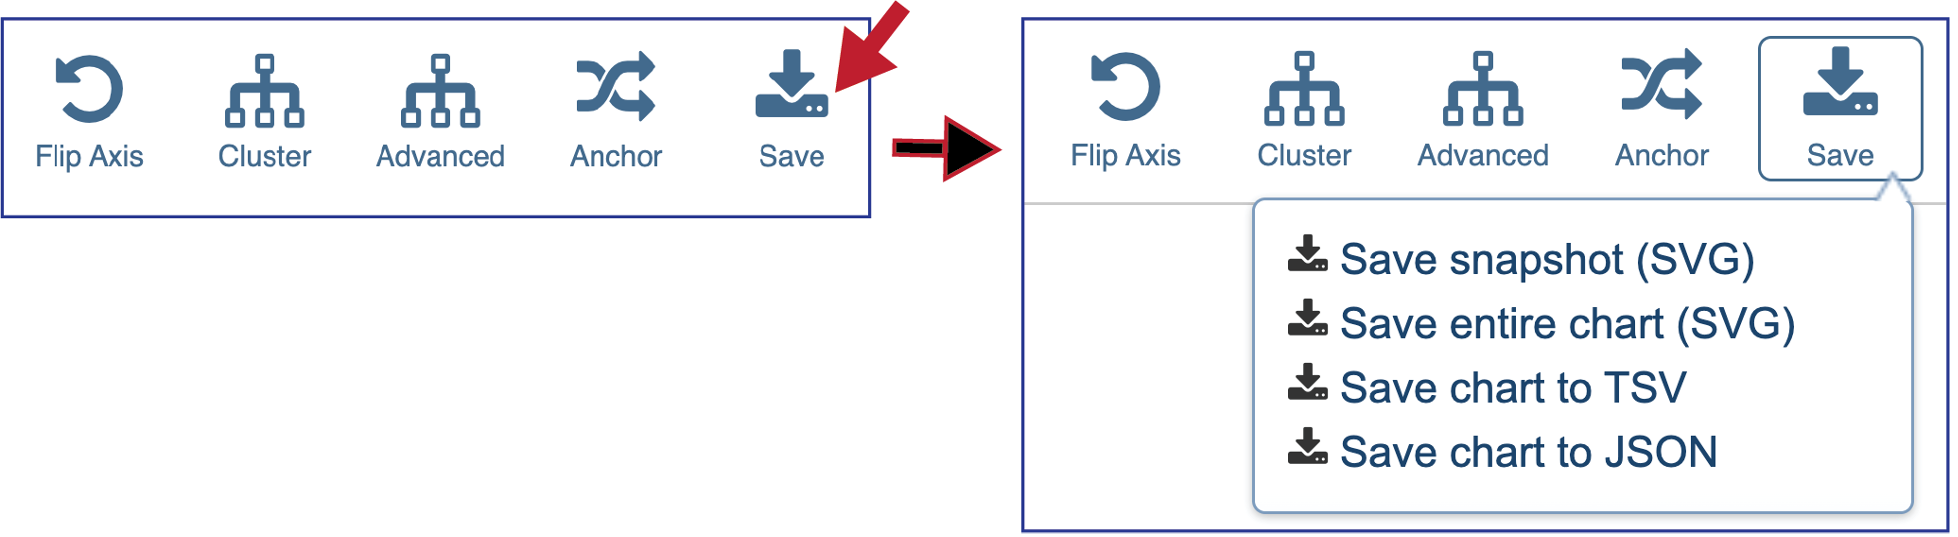 Flip Axis Cluster Advanced Anchor Save
Flip Axis Cluster Advanced Anchor Save
Save snapshot (SVG)
Save entire chart (SVG)
Save chart to TSV
Save chart to JSON